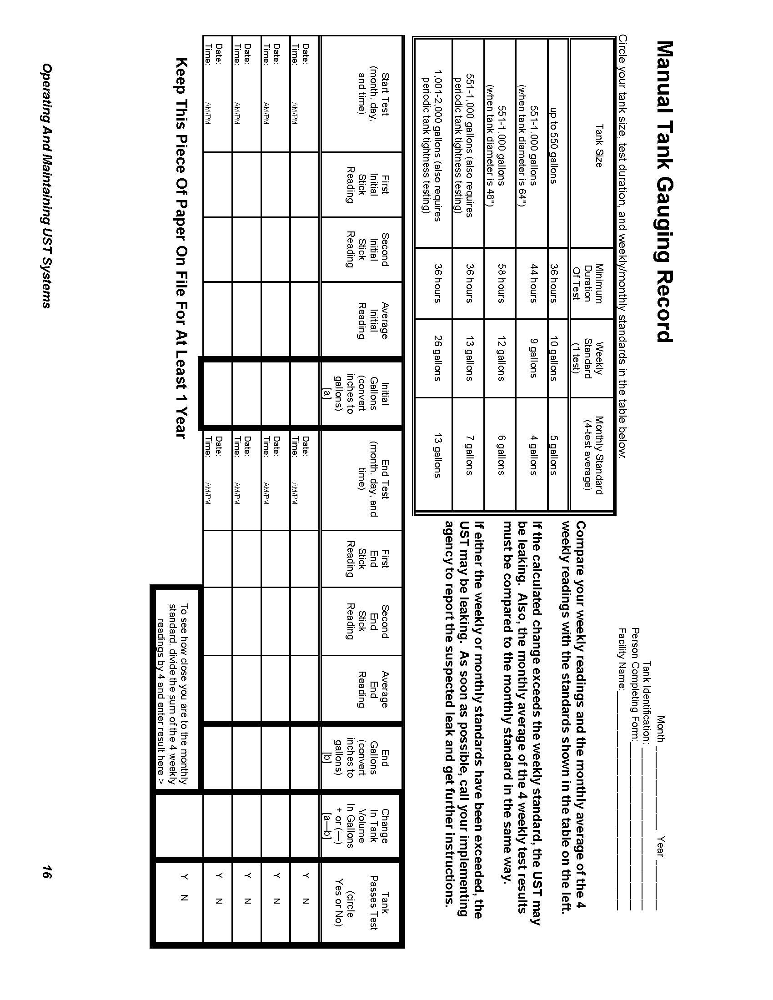 Manual Tank Gauging Record
Month ______________ Year _________
Tank Identification: ____________________________
Person Completing Form: _____________________________
Facility Name: ______________________________________
Circle your tank size, test duration, and weekly/monthly standards in the table below.
Tank Size
Minimum
Duration
Of Test
Weekly
Standard
(1 test)
Monthly Standard
(4-test average)
up to 550 gallons
36 hours
10 gallons
5 gallons
551-1,000 gallons
(when tank diameter is 64")
44 hours
9 gallons
4 gallons
551-1,000 gallons
(when tank diameter is 48")
58 hours
12 gallons
6 gallons
551-1,000 gallons (also requires
periodic tank tightness testing)
36 hours
13 gallons
7 gallons
1,001-2,000 gallons (also requires
periodic tank tightness testing)
36 hours
26 gallons
13 gallons
Compare your weekly readings and the monthly average of the 4
weekly readings with the standards shown in the table on the left.
If the calculated change exceeds the weekly standard, the UST may
be leaking. Also, the monthly average of the 4 weekly test results
must be compared to the monthly standard in the same way.
If either the weekly or monthly standards have been exceeded, the
UST may be leaking. As soon as possible, call your implementing
agency to report the suspected leak and get further instructions.
Start Test
(month, day,
and time)
First
Initial
Stick
Reading
Second
Initial
Stick
Reading
Average
Initial
Reading
Initial
Gallons
(convert
inches to
gallons)
[a]
End Test
(month, day, and
time)
First
End
Stick
Reading
Second
End
Stick
Reading
Average
End
Reading
End
Gallons
(convert
inches to
gallons)
[b]
Change
In Tank
Volume
In Gallons
+ or (—)
[a—b]
Tank
Passes Test
(circle
Yes or No)
Date:
Time: AM/PM
Date:
Time: AM/PM
Y N
Date:
Time: AM/PM
Date:
Time: AM/PM
Y N
Date:
Time: AM/PM
Date:
Time: AM/PM
Y N
Date:
Time: AM/PM
Date:
Time: AM/PM
Y N
Keep This Piece Of Paper On File For At Least 1 Year
To see how close you are to the monthly
standard, divide the sum of the 4 weekly
readings by 4 and enter result here >
Y N
Operating And Maintaining UST Systems
16